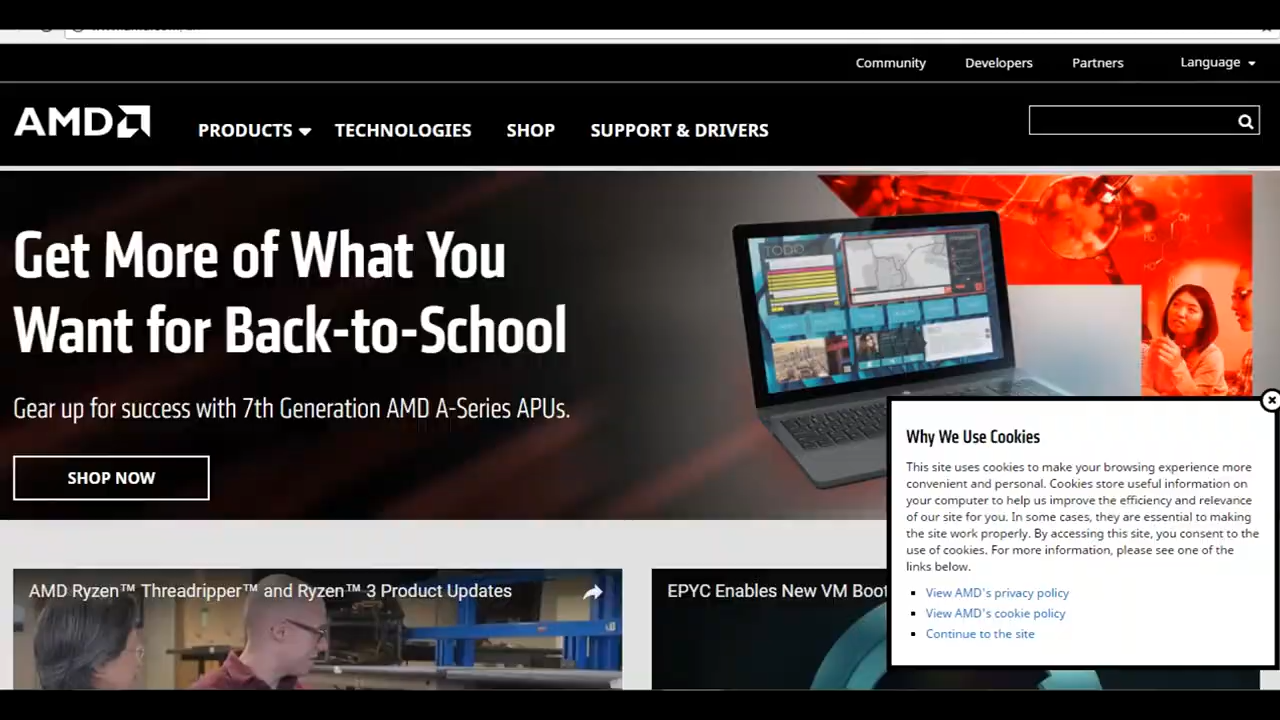 Community Developers Partners Language
AMD PRODUCTS TECHNOLOGIES SHOP SUPPORT & DRIVERS
Get More of What You
Want for Back-to-School
Gear up for success with 7th Generation AMD A-Series APUs.
SHOP NOW
TODO
Why We Use Cookies
This site uses cookies to make your browsing experience more
convenient and personal. Cookies store useful information on
your computer to help us improve the efficiency and relevance
of our site for you. In some cases, they are essential to making
the site work properly. By accessing this site, you consent to the
use of cookies. For more information, please see one of the
links below.
View AMD's privacy policy
View AMD's cookie policy
Continue to the site
AMD Ryzen™ Threadripper™ and Ryzen™ 3 Product Updates
EPYC Enables New VM Boot